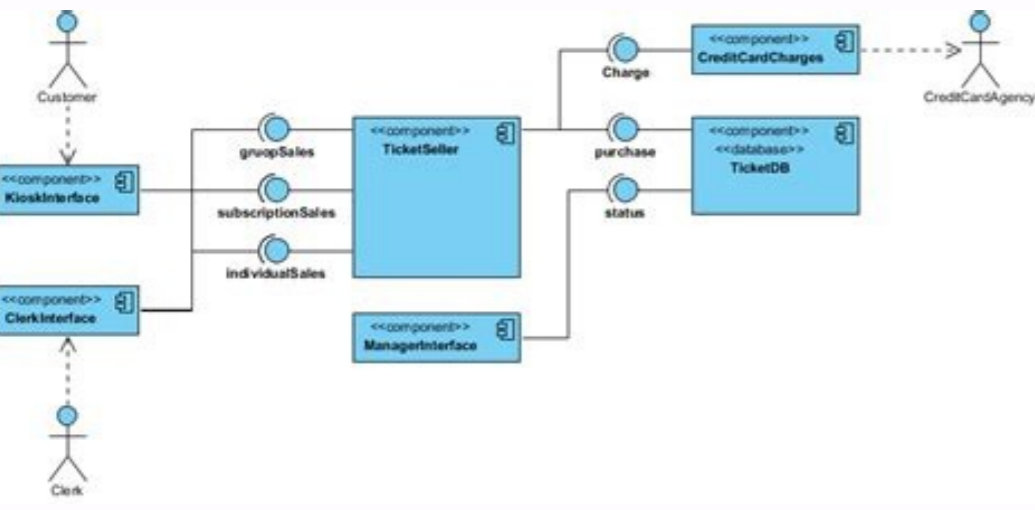 Customer
<<component>>
KioskInterface
<<component>>
ClerkInterface
Clerk
gruopSales
subscriptionSales
individualSales
<<component>>
TicketSeller
<<component>>
ManagerInterface
Charge
purchase
status
<<component>>
CreditCardCharges
<<component>>
<<database>>
TicketDB
CreditCardAgency